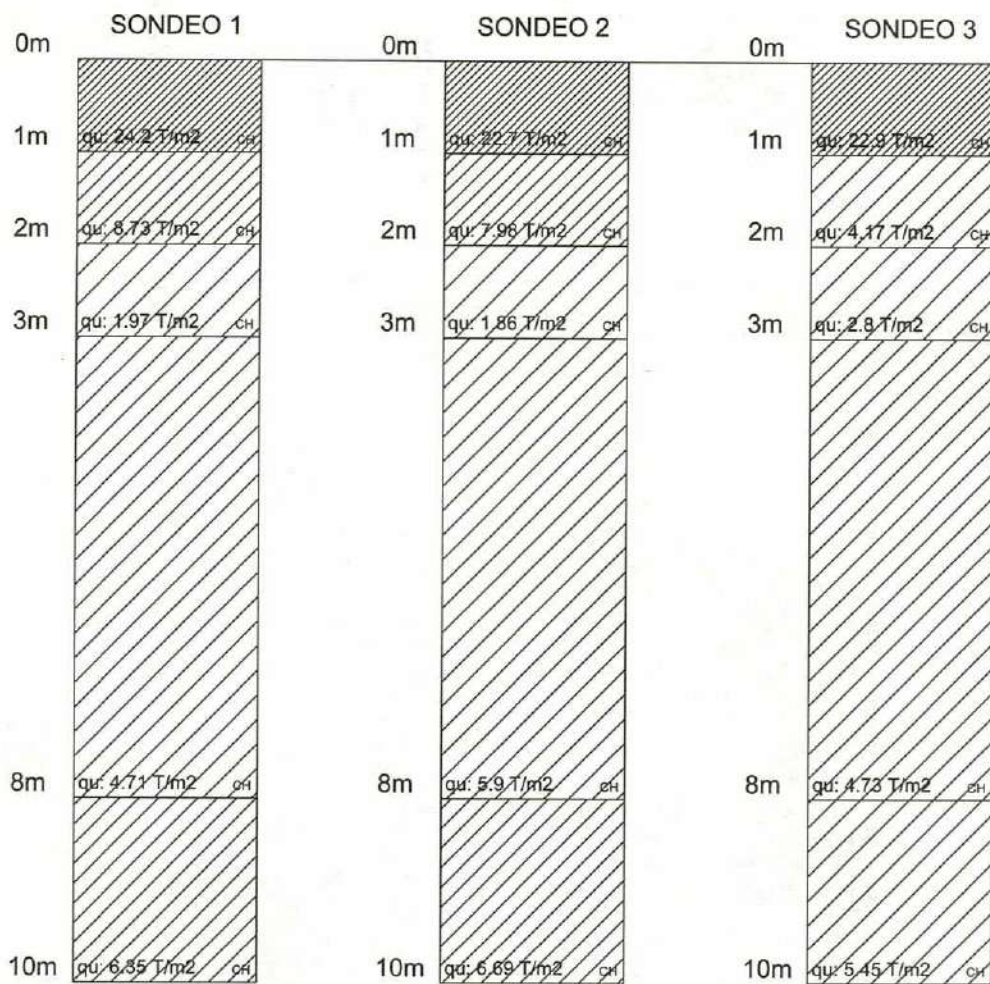 SONDEO 1
0m
1m
qu: 24.2 T/m2 CH
2m
qu: 8.73 T/m2 CH
3m
qu: 1.97 T/m2 CH
8m
qu: 4.71 T/m2 CH
10m
qu: 6.35 T/m2 CH
SONDEO 2
0m
1m
qu: 22.7 T/m2 CH
2m
qu: 7.98 T/m2 CH
3m
qu: 1.86 T/m2 CH
8m
qu: 5.9 T/m2 CH
10m
qu: 6.69 T/m2 CH
SONDEO 3
0m
1m
qu: 22.9 T/m2 CH
2m
qu: 4.17 T/m2 CH
3m
qu: 2.8 T/m2 CH
8m
qu: 4.73 T/m2 CH
10m
qu: 5.45 T/m2 CH